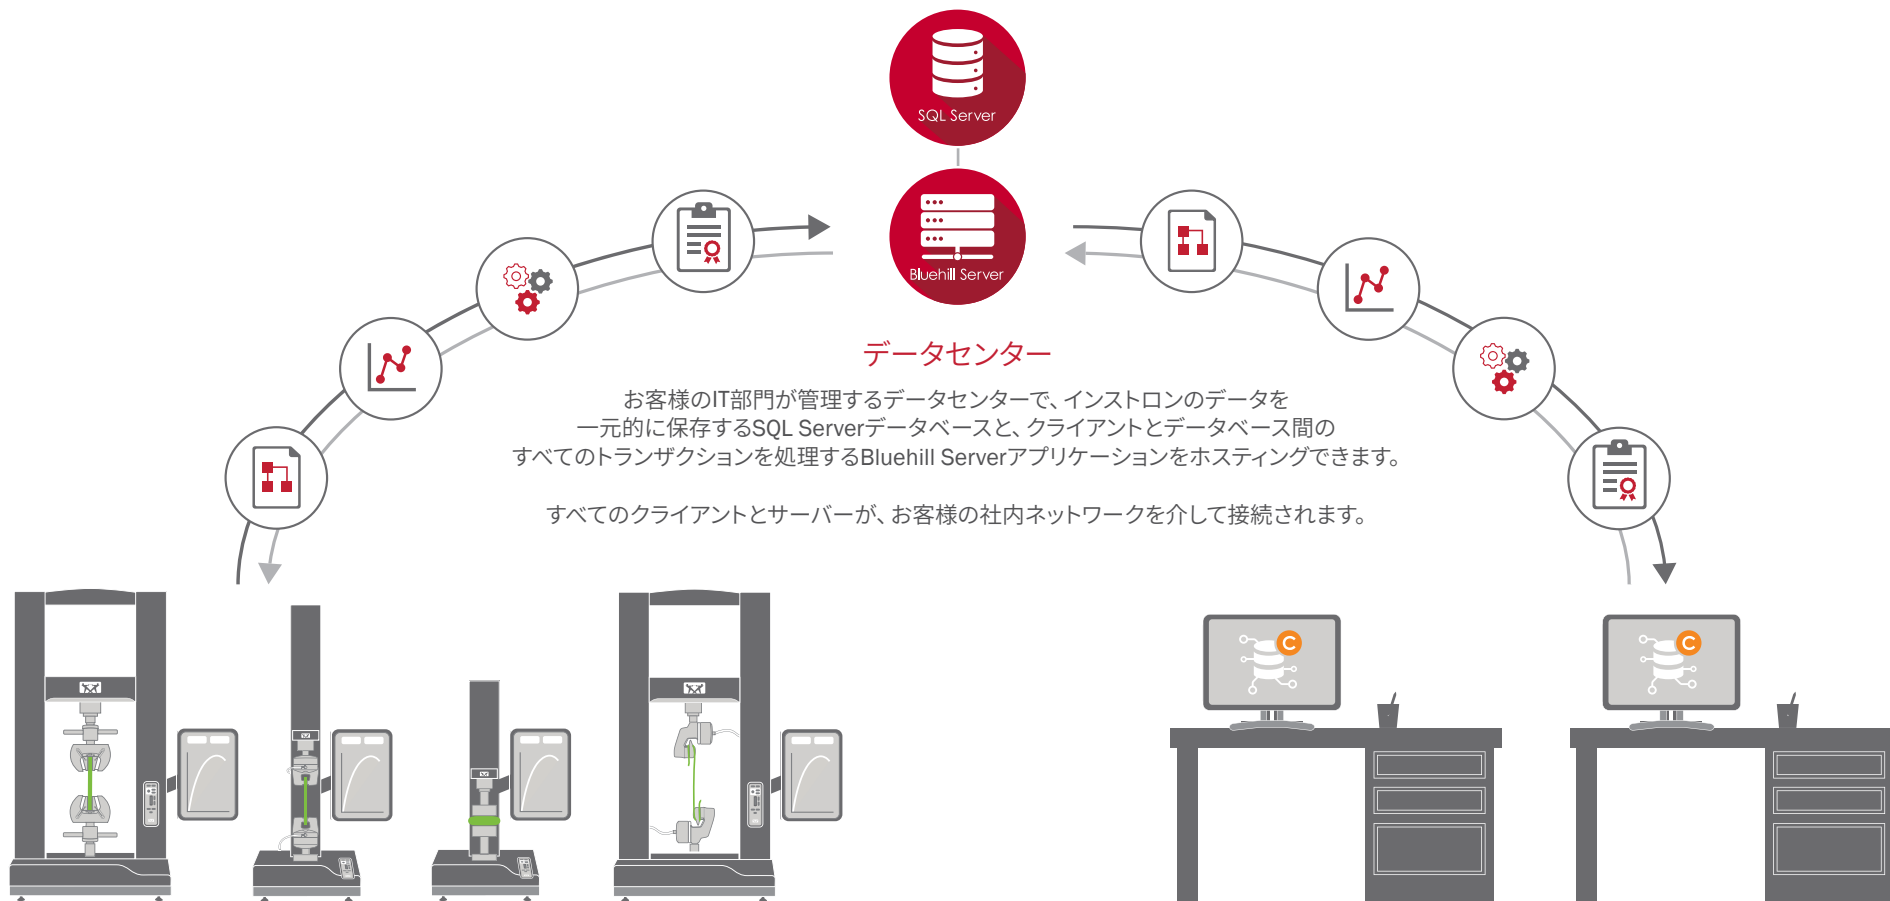 SQL Server
Bluehill Server
データセンター
お客様のIT部門が管理するデータセンターで、インストロンのデータを
一元的に保存するSQL Serverデータベースと、クライアントとデータベース間の
すべてのトランザクションを処理するBluehill Serverアプリケーションをホスティングできます。
すべてのクライアントとサーバーが、お客様の社内ネットワークを介して接続されます。
C
C